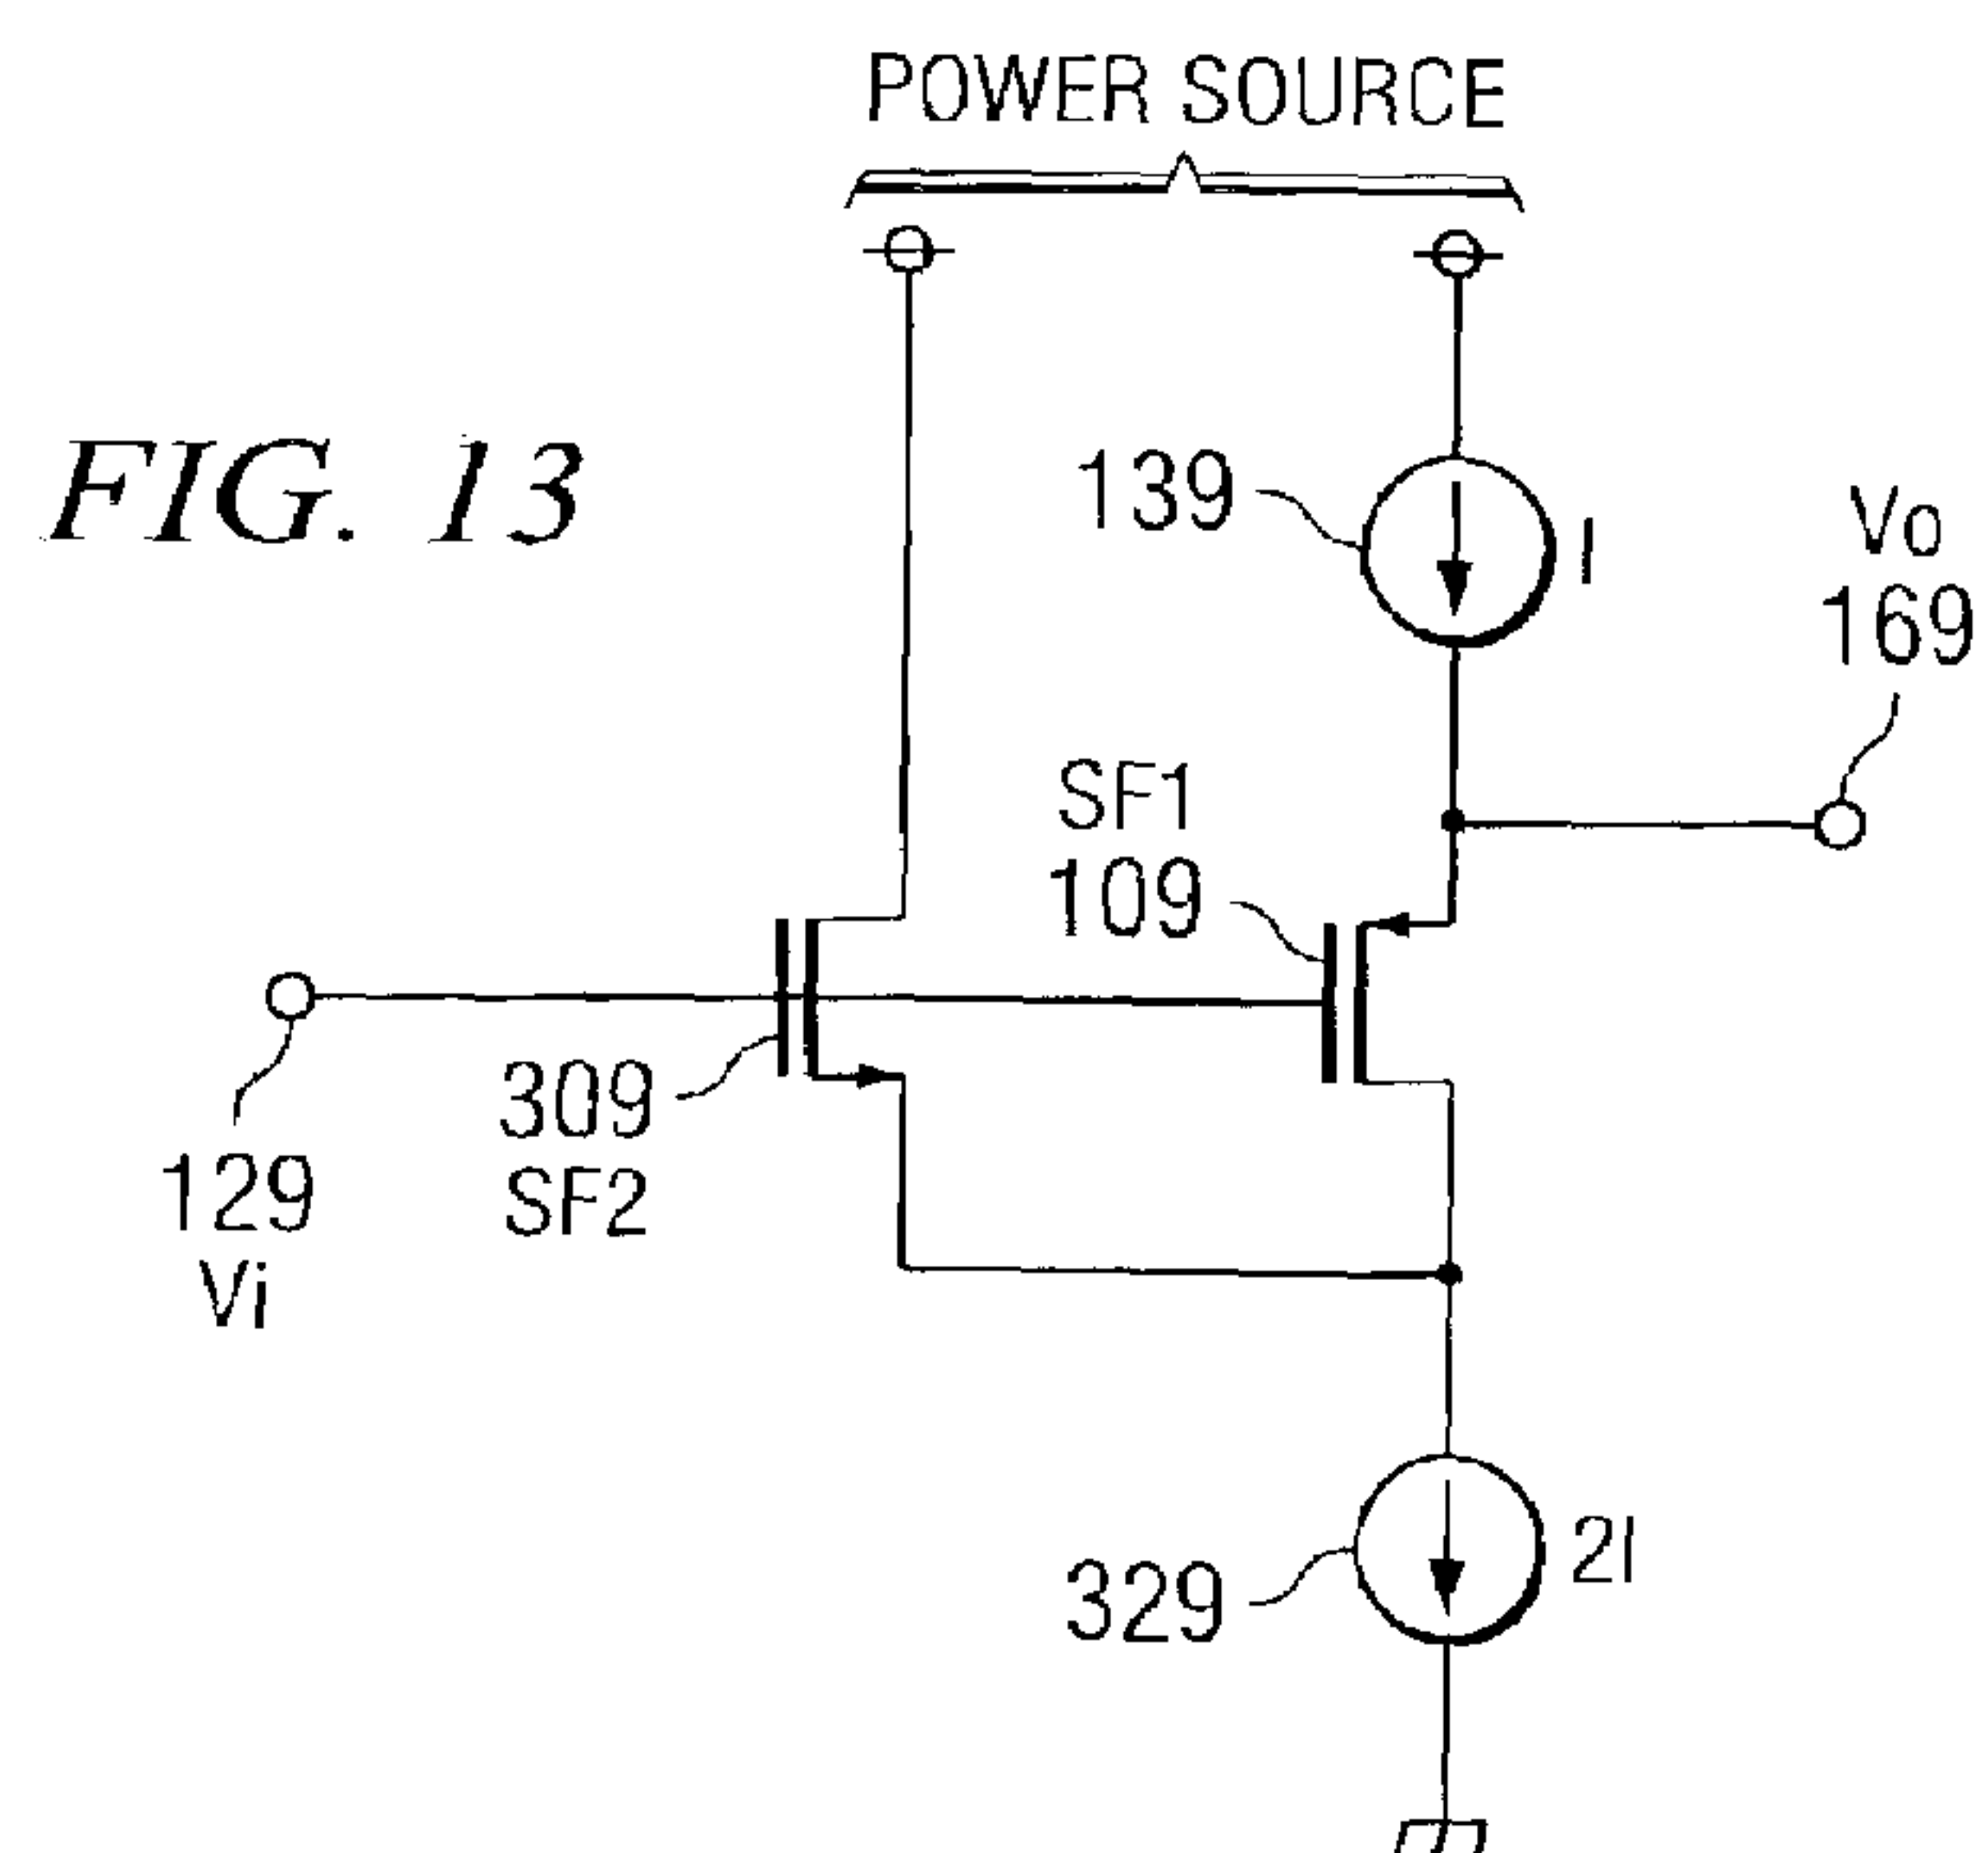 POWER SOURCE
FIG. 13
139
I
Vo
169
SF1
109
309
SF2
129
Vi
329
2I